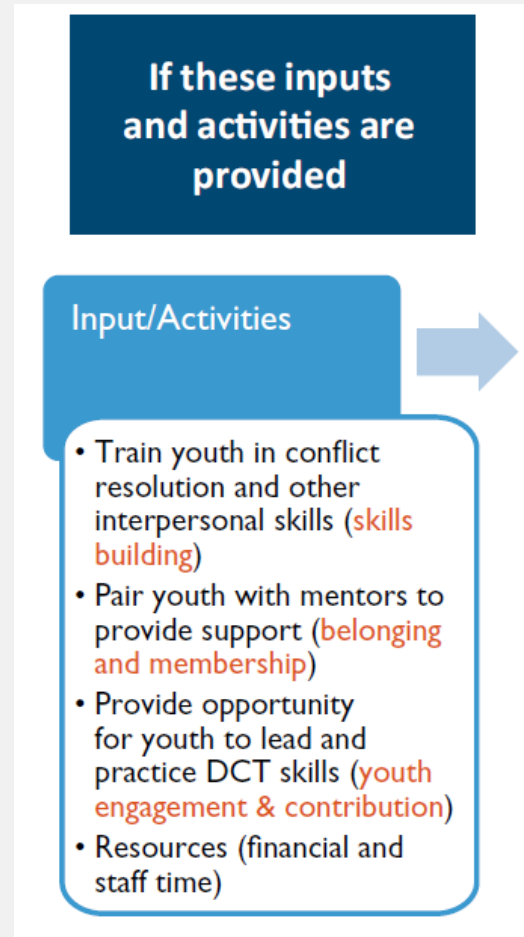 If these inputs
and activities are
provided
Input/Activities
• Train youth in conflict
resolution and other
interpersonal skills (skills
building)
• Pair youth with mentors to
provide support (belonging
and membership)
• Provide opportunity
for youth to lead and
practice DCT skills (youth
engagement & contribution)
• Resources (financial and
staff time)